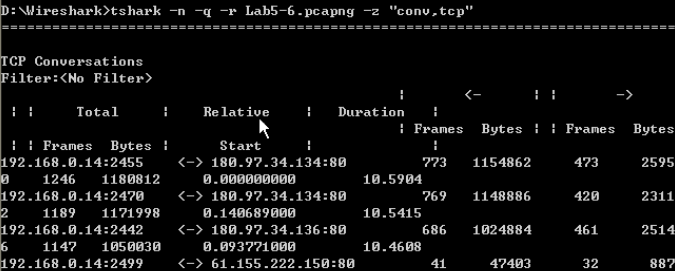 D:\Wireshark>tshark -n -q -r Lab5-6.pcapng -z "conv,tcp"
================================================================================
TCP Conversations
Filter:<No Filter>
| <- | | ->
| | Total | Relative | Duration |
| Frames Bytes | | Frames Bytes
| | Frames Bytes | Start | |
192.168.0.14:2455 <-> 180.97.34.134:80 773 1154862 473 2595
0 1246 1180812 0.000000000 10.5904
192.168.0.14:2470 <-> 180.97.34.134:80 769 1148886 420 2311
2 1189 1171998 0.140689000 10.5415
192.168.0.14:2442 <-> 180.97.34.136:80 686 1024884 461 2514
6 1147 1050030 0.093771000 10.4608
192.168.0.14:2499 <-> 61.155.222.150:80 41 47403 32 887